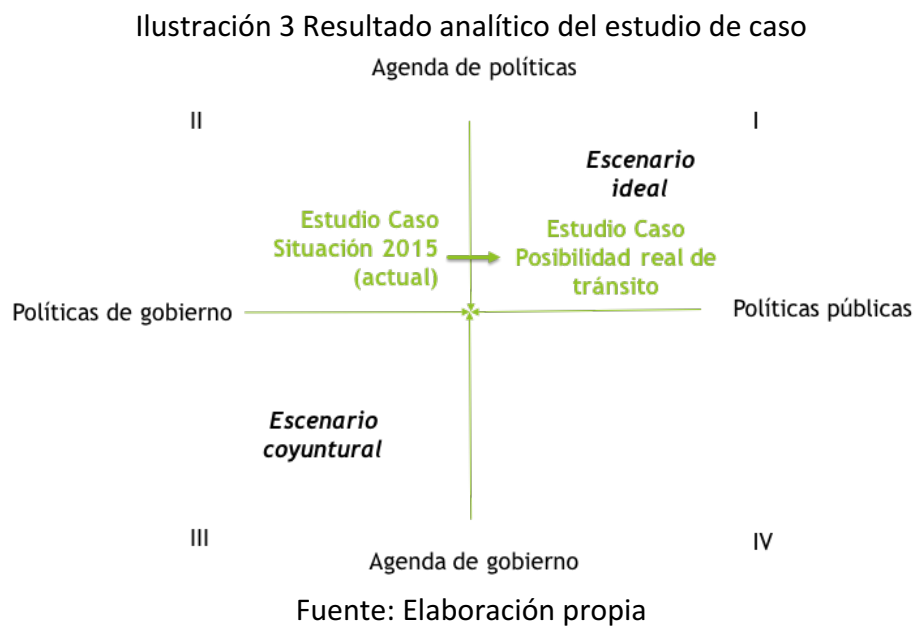 Ilustración 3 Resultado analítico del estudio de caso
Agenda de políticas
II
I
Escenario
ideal
Estudio Caso
Situación 2015
(actual)
Estudio Caso
Posibilidad real de
tránsito
Políticas de gobierno
Políticas públicas
Escenario
coyuntural
III
IV
Agenda de gobierno
Fuente: Elaboración propia